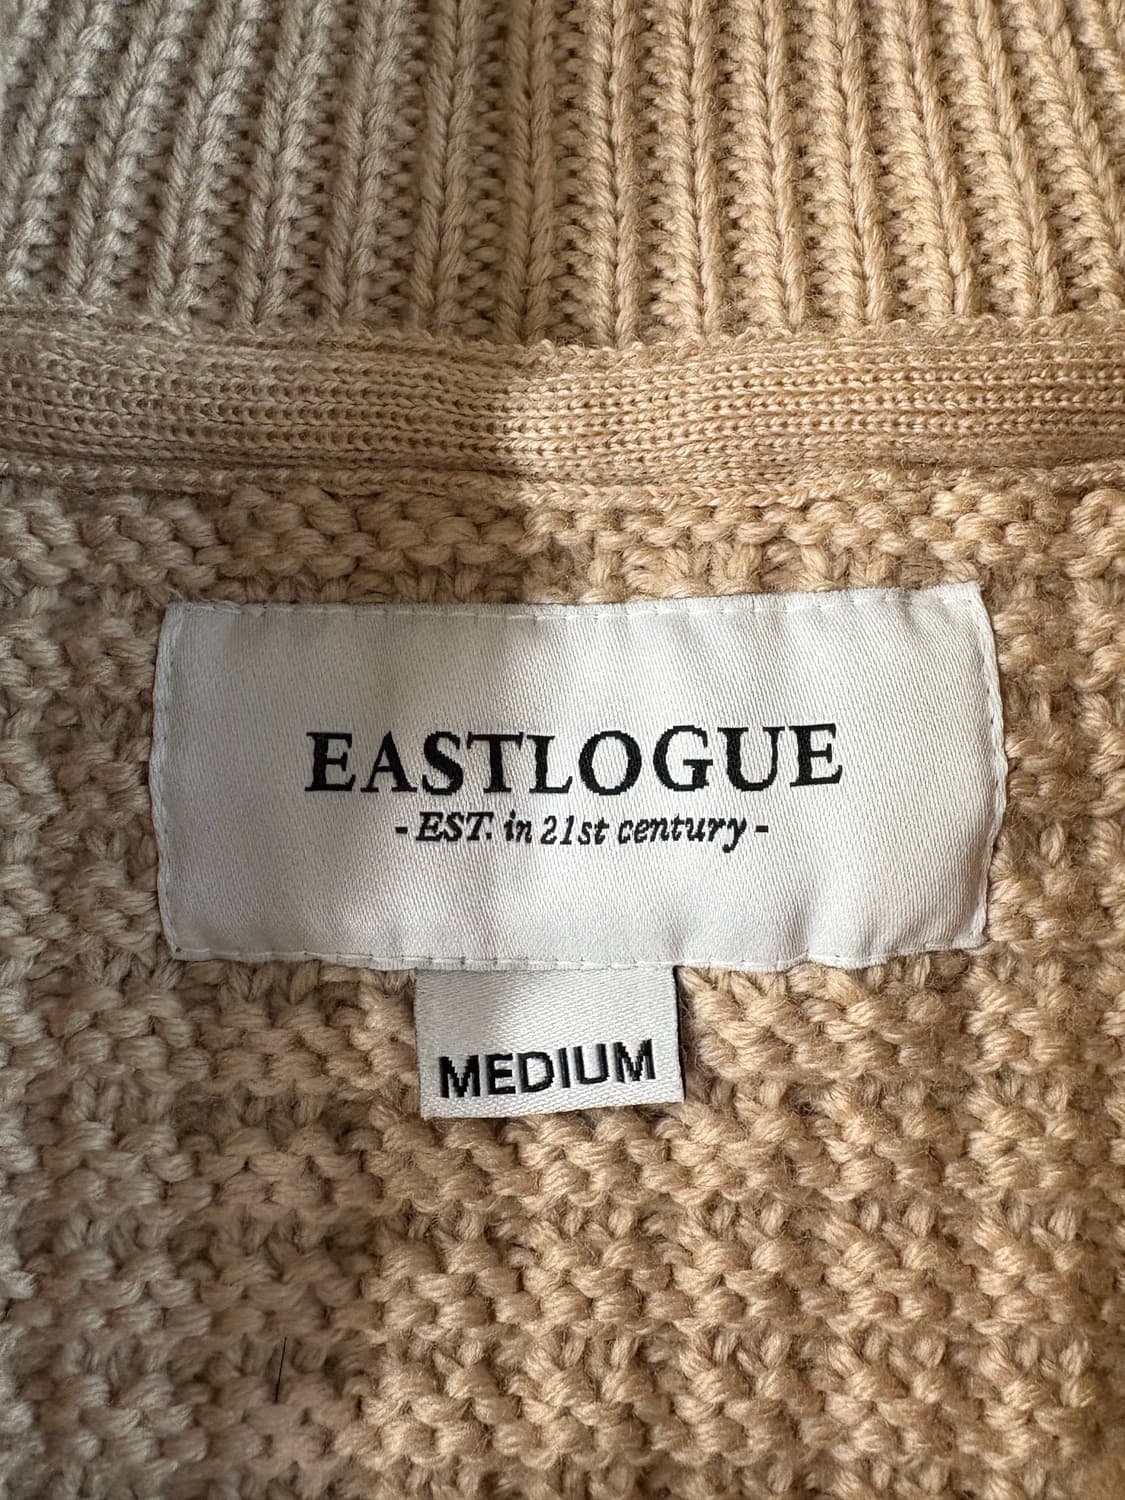 EASTLOGUE
- EST. in 21st century -
MEDIUM